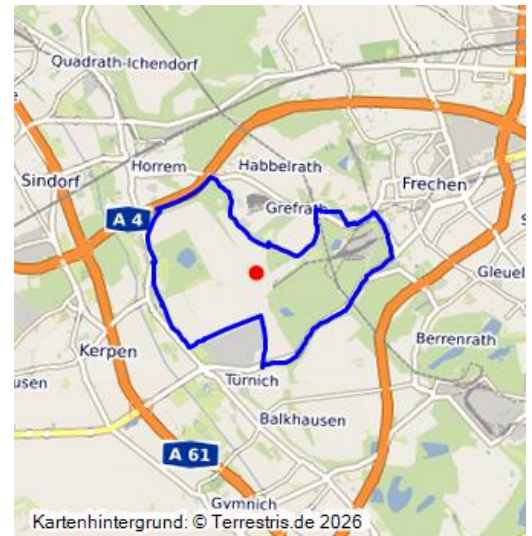 Quadrath-Ichendorf
Horrem
Habbelrath
Sindorf
Frechen
Grefrath
A 4
Gleuel
Berrenrath
Kerpen
Türnich
Balkhausen
A 61
Gymnich
Kartenhintergrund: © Terrestris.de 2026